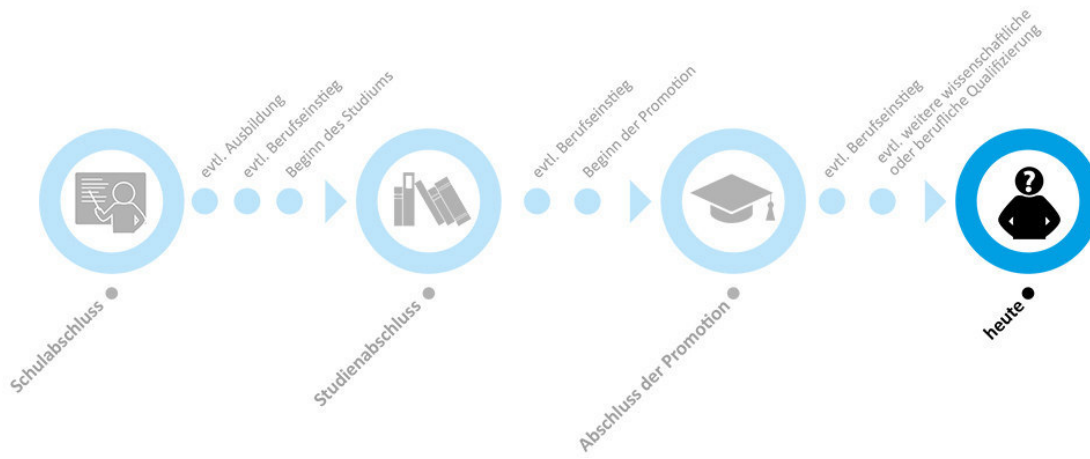 evtl. Ausbildung
evtl. Berufseinstieg
Beginn des Studiums
evtl. Berufseinstieg
Beginn der Promotion
evtl. Berufseinstieg
evtl. weitere wissenschaftliche
oder berufliche Qualifizierung
?
Schulabschluss
Studienabschluss
Abschluss der Promotion
heute